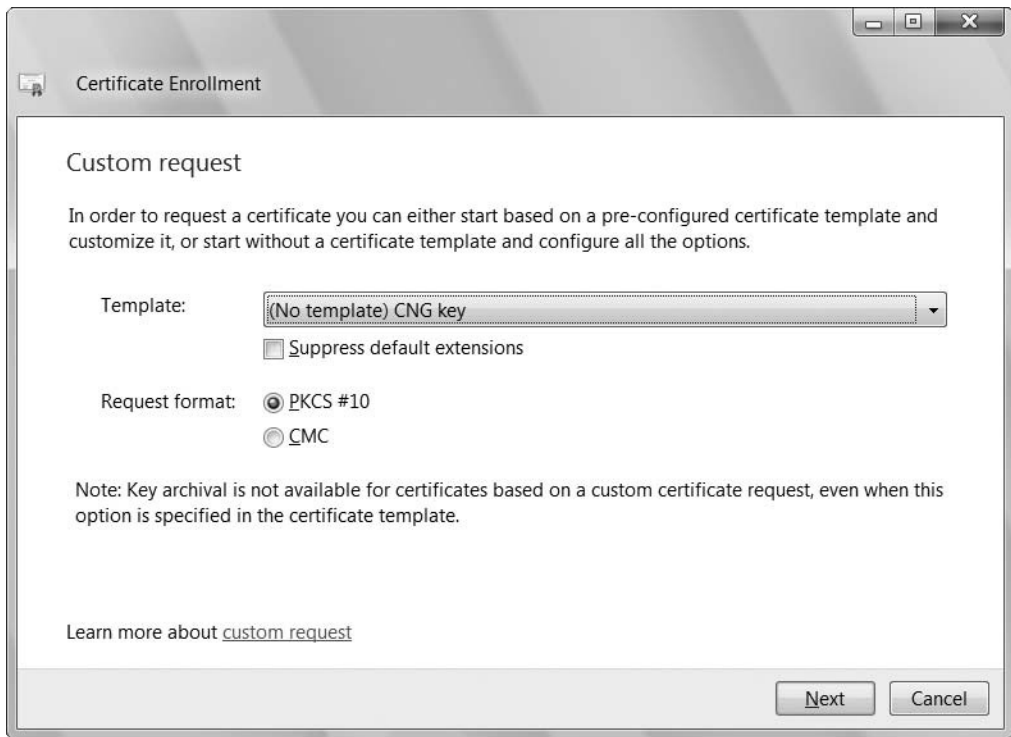 Certificate Enrollment
Custom request
In order to request a certificate you can either start based on a pre-configured certificate template and
customize it, or start without a certificate template and configure all the options.
Template:
(No template) CNG key
Suppress default extensions
Request format:
PKCS #10
CMC
Note: Key archival is not available for certificates based on a custom certificate request, even when this
option is specified in the certificate template.
Learn more about custom request
Next
Cancel